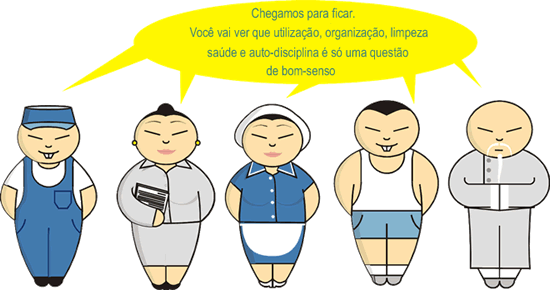 Chegamos para ficar.
Você vai ver que utilização, organização, limpeza
saúde e auto-disciplina é só uma questão
de bom-senso